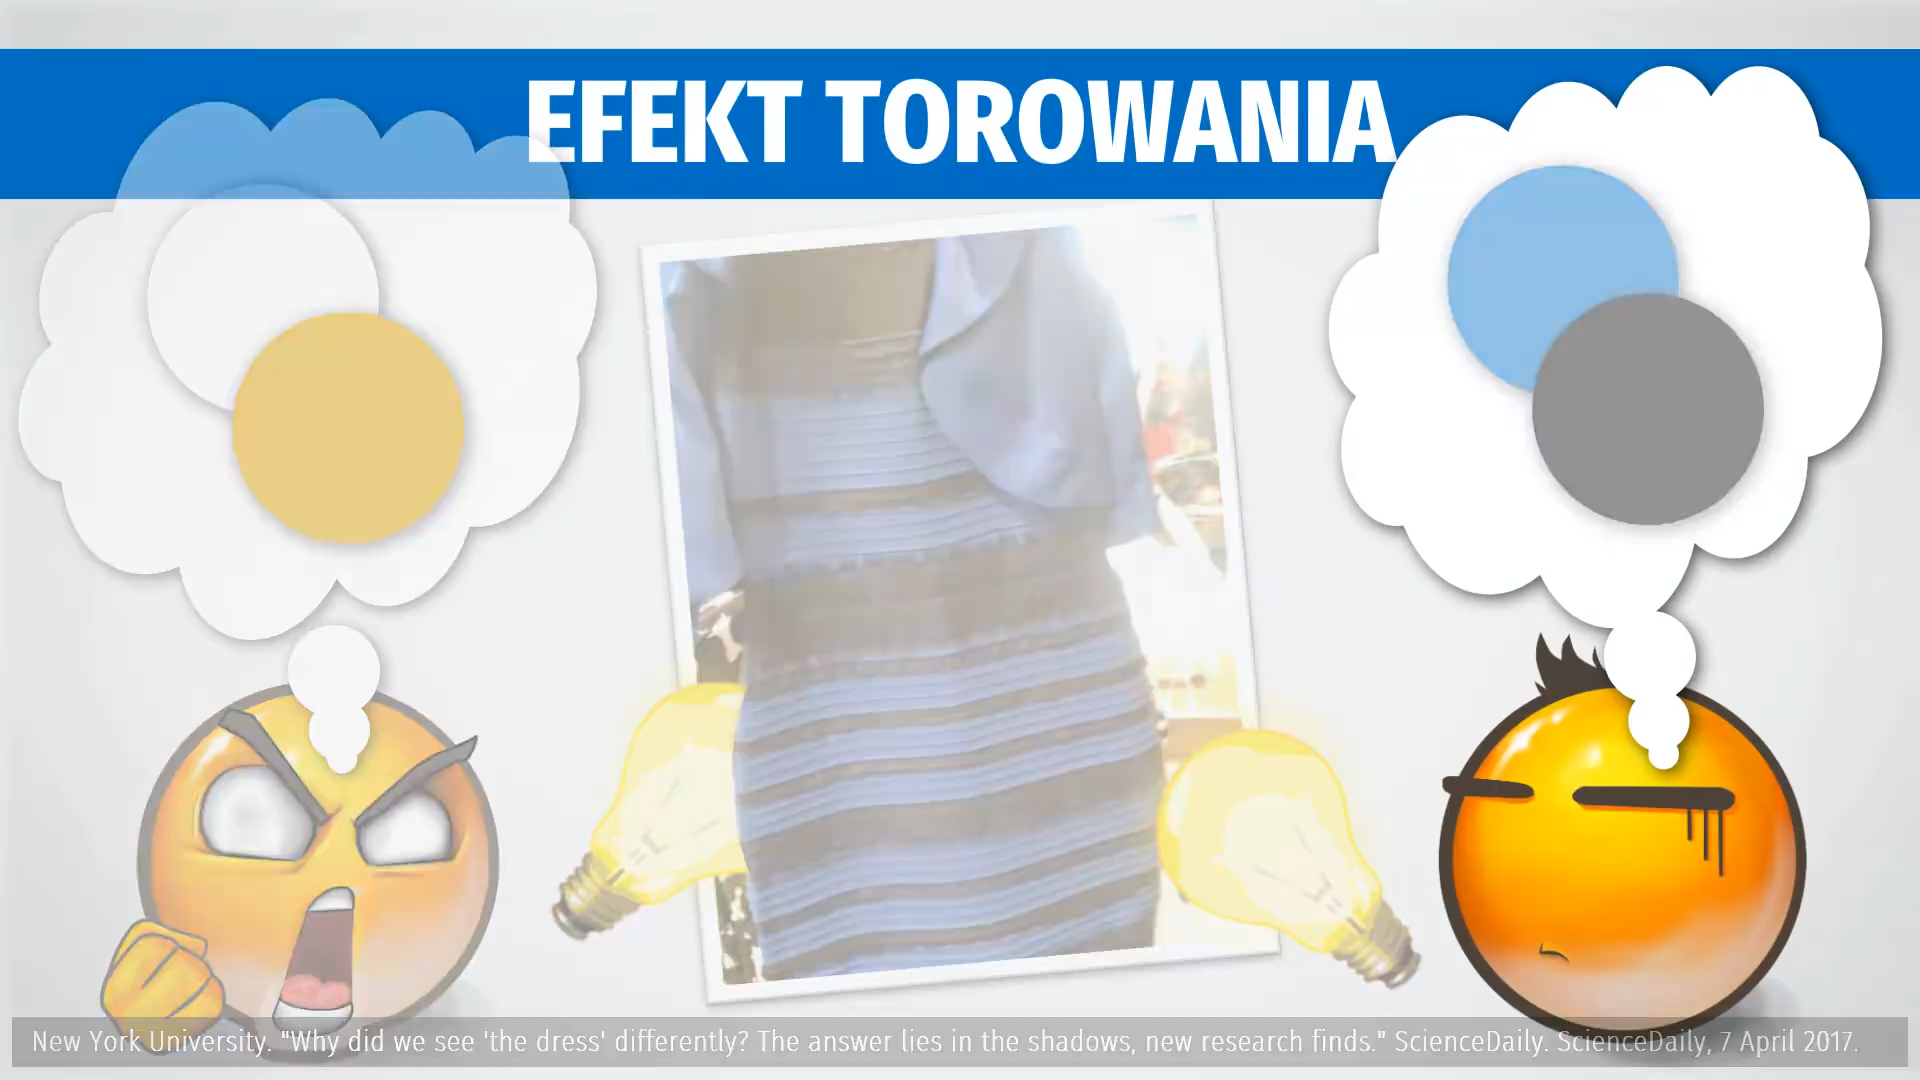 EFEKT TOROWANIA
New York University. "Why did we see 'the dress' differently? The answer lies in the shadows, new research finds." ScienceDaily. ScienceDaily, 7 April 2017.